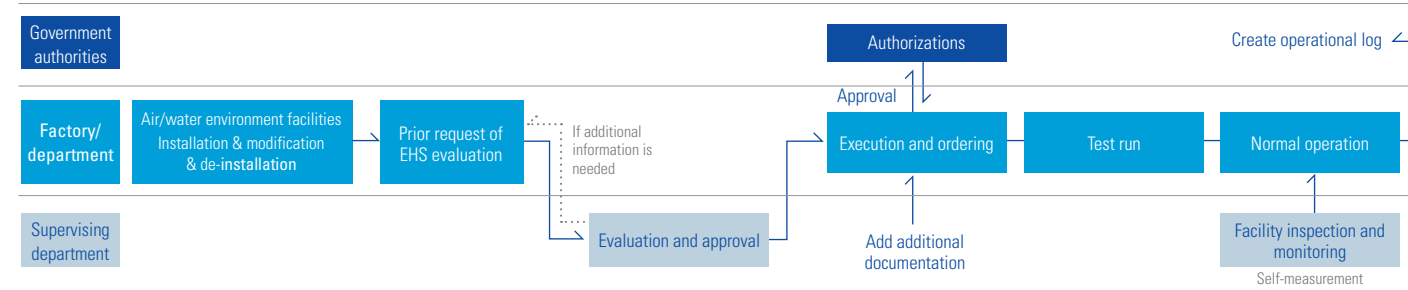 Government
authorities
Authorizations
Create operational log
Approval
Factory/
department
Air/water environment facilities
Installation & modification
& de-installation
Prior request of
EHS evaluation
If additional
information is
needed
Execution and ordering
Test run
Normal operation
Supervising
department
Evaluation and approval
Add additional
documentation
Facility inspection and
monitoring
Self-measurement